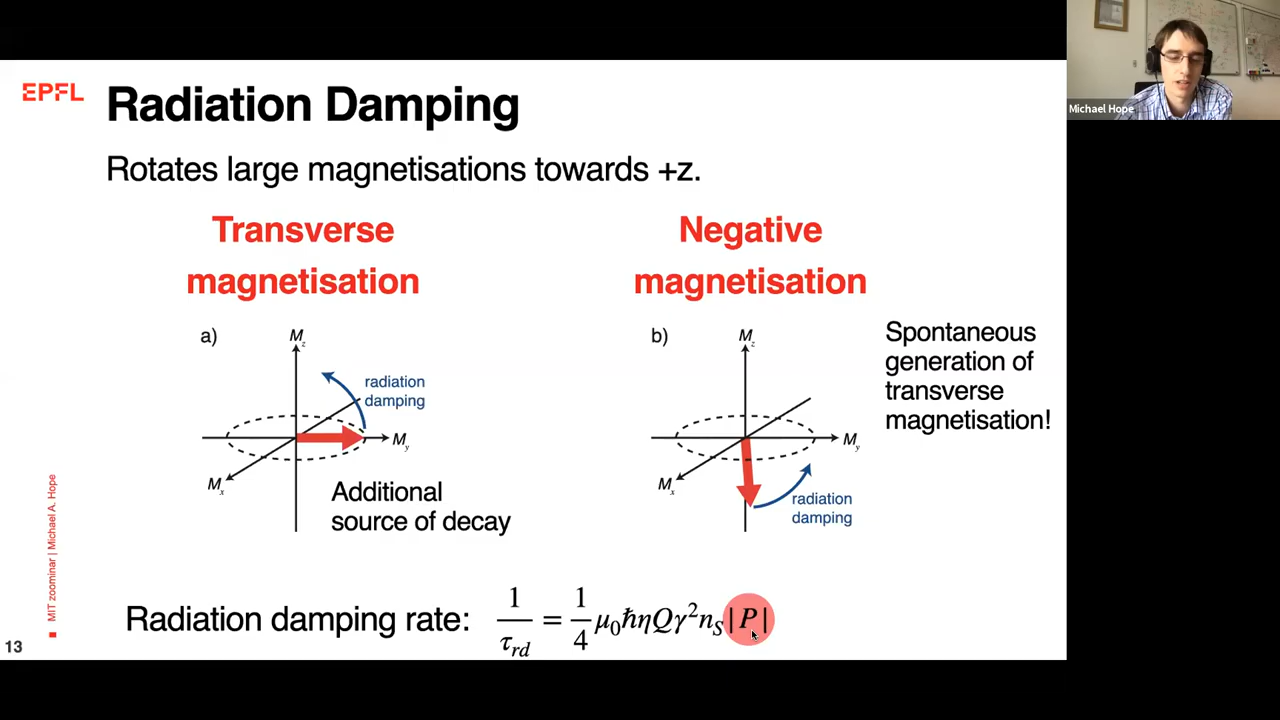 EPFL
Radiation Damping
Rotates large magnetisations towards +z.
Transverse
magnetisation
a)
M_z
radiation
damping
M_y
M_x
Additional
source of decay
Negative
magnetisation
b)
M_z
M_y
M_x
radiation
damping
Spontaneous
generation of
transverse
magnetisation!
Radiation damping rate: 1/τ_rd = 1/4 μ₀ħηQγ²n_S|P|
MIT zoominar | Michael A. Hope
13
Michael Hope